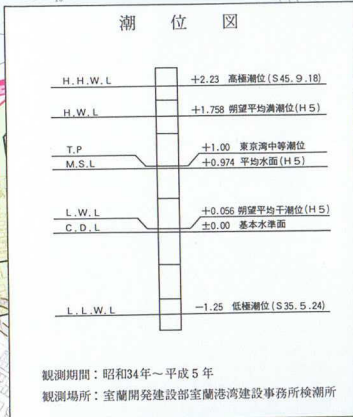 潮位図
H.H.W.L +2.23 高極潮位(S45.9.18)
H.W.L +1.758 朔望平均満潮位(H5)
T.P +1.00 東京湾中等潮位
M.S.L +0.974 平均水面(H5)
L.W.L +0.056 朔望平均干潮位(H5)
C.D.L ±0.00 基本水準面
L.L.W.L −1.25 低極潮位(S35.5.24)
観測期間：昭和34年～平成5年
観測場所：室蘭開発建設部室蘭港湾建設事務所検潮所